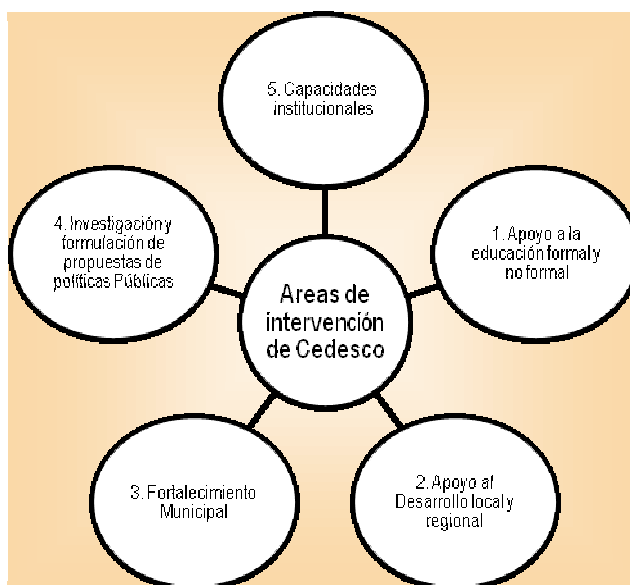 5. Capacidades
institucionales
4. Investigación y
formulación de
propuestas de
políticas Públicas
1. Apoyo a la
educación formal y
no formal
Areas de
intervención
de Cedesco
3. Fortalecimiento
Municipal
2. Apoyo al
Desarrollo local y
regional